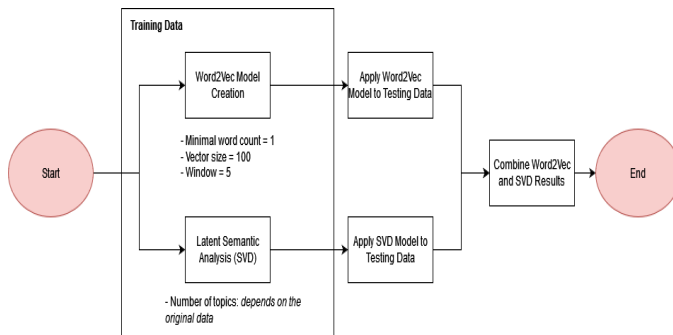 Training Data
Word2Vec Model
Creation
Apply Word2Vec
Model to Testing Data
- Minimal word count = 1
- Vector size = 100
- Window = 5
Start
Combine Word2Vec
and SVD Results
End
Latent Semantic
Analysis (SVD)
Apply SVD Model to
Testing Data
- Number of topics: depends on the
original data